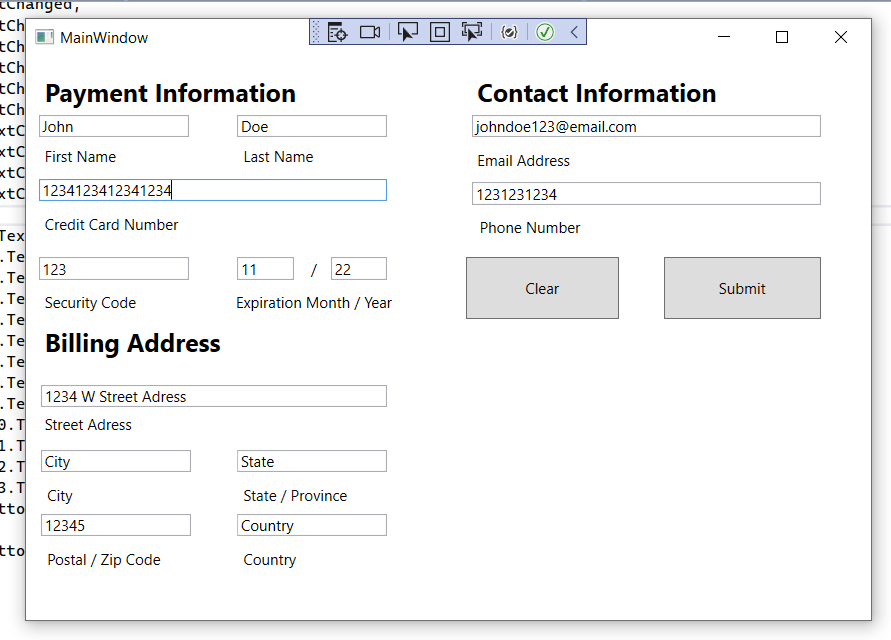 tChanged,
MainWindow
Payment Information
John
Doe
First Name
Last Name
1234123412341234
Credit Card Number
123
11 / 22
Security Code
Expiration Month / Year
Billing Address
1234 W Street Adress
Street Adress
City
State
City
State / Province
12345
Country
Postal / Zip Code
Country
Contact Information
johndoe123@email.com
Email Address
1231231234
Phone Number
Clear
Submit
tCh
tCh
tCh
tCh
tCh
xtC
xtC
xtC
xtC
Tex
.Te
.Te
.Te
.Te
.Te
.Te
.Te
.Te
0.T
1.T
2.T
3.T
tto
tto